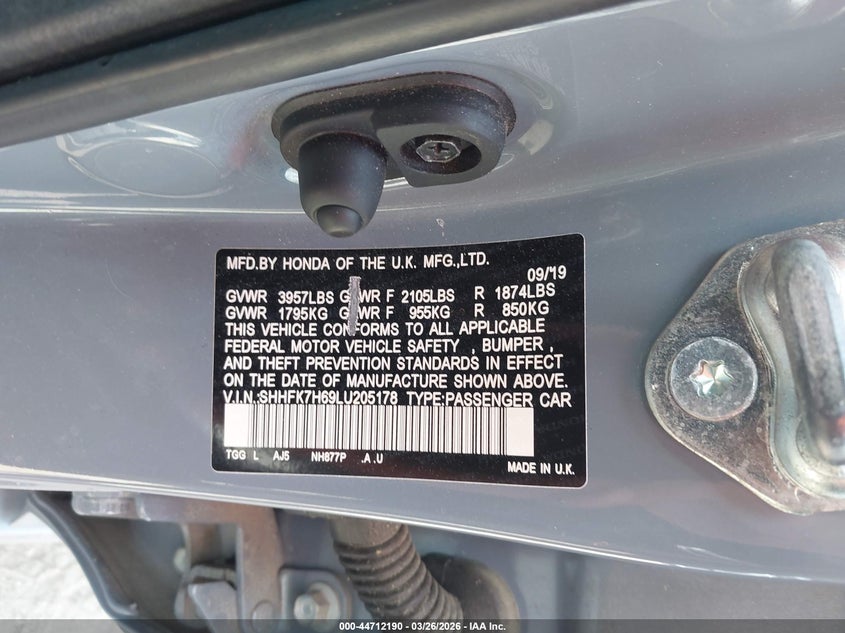 MFD.BY HONDA OF THE U.K. MFG.,LTD.
09/'19
GVWR 3957LBS G WR F 2105LBS R 1874LBS
GVWR 1795KG G WR F 955KG R 850KG
THIS VEHICLE CONFORMS TO ALL APPLICABLE
FEDERAL MOTOR VEHICLE SAFETY , BUMPER ,
AND THEFT PREVENTION STANDARDS IN EFFECT
ON THE DATE OF MANUFACTURE SHOWN ABOVE.
V.I.N.:SHHFK7H69LU205178 TYPE:PASSENGER CAR
TGG L AJ5 NH877P .A .U
MADE IN U.K.
000-44712190 - 03/26/2026 - IAA Inc.